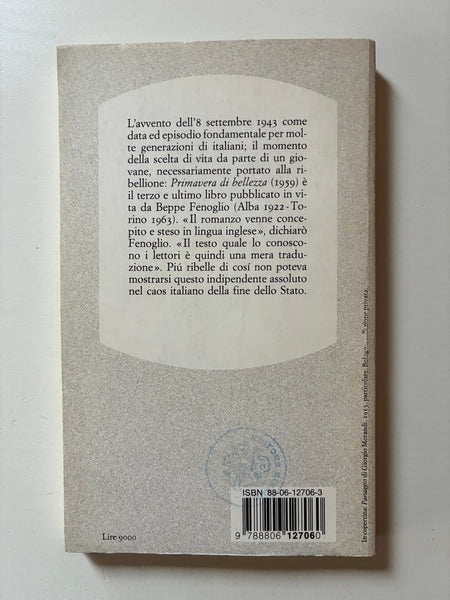 L'avvento dell'8 settembre 1943 come
data ed episodio fondamentale per mol-
te generazioni di italiani; il momento
della scelta di vita da parte di un gio-
vane, necessariamente portato alla ri-
bellione: Primavera di bellezza (1959) è
il terzo e ultimo libro pubblicato in vi-
ta da Beppe Fenoglio (Alba 1922 - To-
rino 1963). «Il romanzo venne conce-
pito e steso in lingua inglese», dichiarò
Fenoglio. «Il testo quale lo conosco-
no i lettori è quindi una mera tradu-
zione». Piú ribelle di cosí non poteva
mostrarsi questo indipendente assoluto
nel caos italiano della fine dello Stato.
In copertina: Paesaggio di Giorgio Morandi, 1913, particolare. Bologna, collezione privata.
ISBN 88-06-12706-3
9 788806 127060
Lire 9000